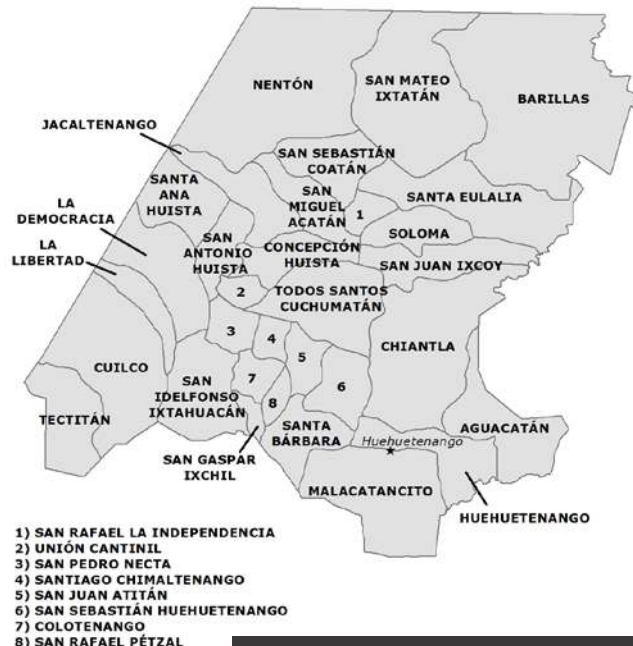 NENTÓN
SAN MATEO
IXTATÁN
BARILLAS
JACALTENANGO
SAN SEBASTIÁN
COATÁN
SANTA
ANA
HUISTA
SAN
MIGUEL
ACATÁN
1
SANTA EULALIA
LA
DEMOCRACIA
SOLOMA
LA
LIBERTAD
SAN
ANTONIO
HUISTA
CONCEPCIÓN
HUISTA
SAN JUAN IXCOY
2
TODOS SANTOS
CUCHUMATÁN
3
4
5
CHIANTLA
CUILCO
7
6
SAN
IDELFONSO
IXTAHUACÁN
8
TECTITÁN
SANTA
BÁRBARA
AGUACATÁN
Huehuetenango
SAN GASPAR
IXCHIL
MALACATANCITO
HUEHUETENANGO
1) SAN RAFAEL LA INDEPENDENCIA
2) UNIÓN CANTINIL
3) SAN PEDRO NECTA
4) SANTIAGO CHIMALTENANGO
5) SAN JUAN ATITÁN
6) SAN SEBASTIÁN HUEHUETENANGO
7) COLOTENANGO
8) SAN RAFAEL PÉTZAL